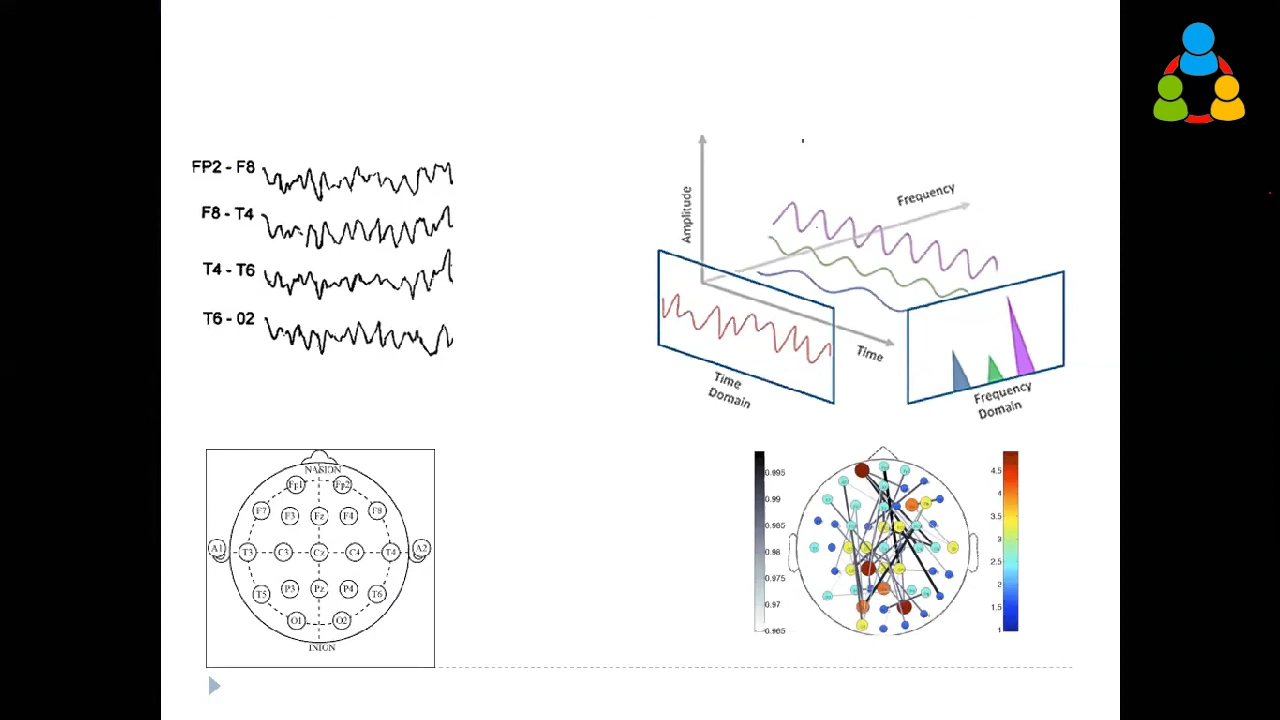 FP2 - F8
F8 - T4
T4 - T6
T6 - 02
Amplitude
Frequency
Time
Time
Domain
Frequency
Domain
NASION
Fp1 Fp2
F7 F3 Fz F4 F8
A1 T3 C3 Cz C4 T4 A2
T5 P3 Pz P4 T6
O1 O2
INION
0.995
0.99
0.985
0.98
0.975
0.97
0.965
4.5
4
3.5
3
2.5
2
1.5
1